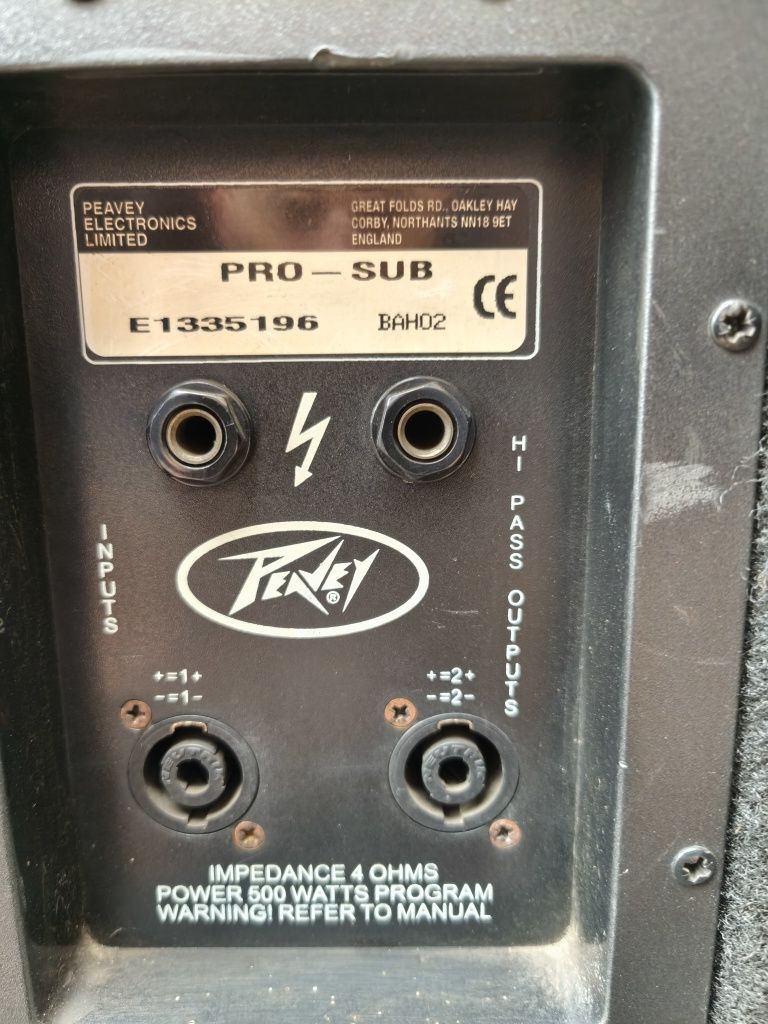 PEAVEY
ELECTRONICS
LIMITED
GREAT FOLDS RD., OAKLEY HAY
CORBY, NORTHANTS NN18 9ET
ENGLAND
PRO-SUB
CE
E1335196 BAH02
INPUTS
HI PASS OUTPUTS
PEAVEY®
+=1+
-=1-
+=2+
-=2-
NEUTRIK
NEUTRIK
IMPEDANCE 4 OHMS
POWER 500 WATTS PROGRAM
WARNING! REFER TO MANUAL